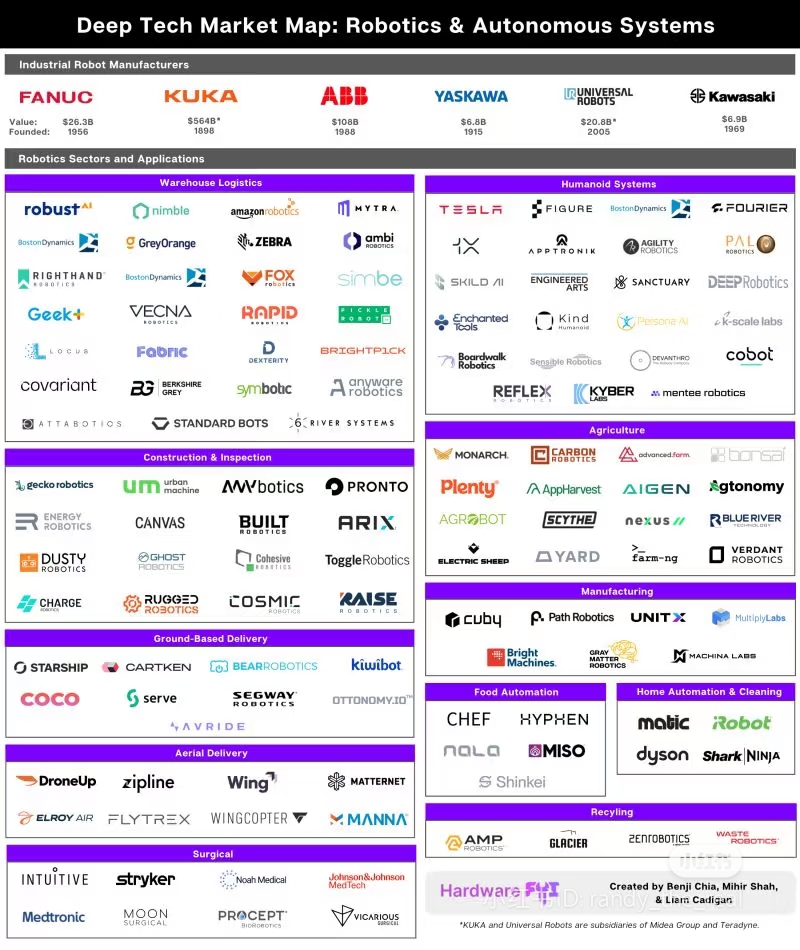 Deep Tech Market Map: Robotics & Autonomous Systems
Industrial Robot Manufacturers
FANUC KUKA ABB YASKAWA UR UNIVERSAL ROBOTS Kawasaki
Value: $26.3B $564B* $108B $6.8B $20.8B* $6.9B
Founded: 1956 1898 1988 1915 2005 1969
Robotics Sectors and Applications
Warehouse Logistics
robust AI nimble amazon robotics MYTRA
BostonDynamics GreyOrange ZEBRA ambi ROBOTICS
RIGHTHAND ROBOTICS BostonDynamics FOX robotics simbe
Geek+ VECNA ROBOTICS RAPID ROBOTICS PICKLE ROBOT
LOCUS Fabric D DEXTERITY BRIGHTP1CK
covariant BG BERKSHIRE GREY symbotic anyware robotics
ATTABOTICS STANDARD BOTS 6 RIVER SYSTEMS
Construction & Inspection
gecko robotics um urban machine AMVbotics PRONTO
ENERGY ROBOTICS CANVAS BUILT ROBOTICS ARIX
DUSTY ROBOTICS GHOST ROBOTICS Cohesive ROBOTICS ToggleRobotics
CHARGE ROBOTICS RUGGED ROBOTICS COSMIC ROBOTICS RAISE ROBOTICS
Ground-Based Delivery
STARSHIP CARTKEN BEARROBOTICS kiwibot
COCO serve SEGWAY ROBOTICS OTTONOMY.IO™
AVRIDE
Aerial Delivery
DroneUp zipline Wing MATTERNET
ELROY AIR FLYTREX WINGCOPTER MANNA
Surgical
INTUITIVE stryker Noah Medical Johnson&Johnson MedTech
Medtronic MOON SURGICAL PROCEPT BioRobotics VICARIOUS SURGICAL
Humanoid Systems
TESLA FIGURE BostonDynamics FOURIER
1X APPTRONIK AGILITY ROBOTICS PAL ROBOTICS
SKILD AI ENGINEERED ARTS SANCTUARY DEEPRobotics
Enchanted Tools Kind Humanoid Persona AI k-scale labs
Boardwalk Robotics Sensible Robotics DEVANTHRO cobot
REFLEX ROBOTICS KYBER LABS mentee robotics
Agriculture
MONARCH CARBON ROBOTICS advanced.farm bonsai
Plenty AppHarvest AIGEN Agtonomy
AGROBOT SCYTHE nexus BLUE RIVER TECHNOLOGY
ELECTRIC SHEEP YARD >_ farm-ng VERDANT ROBOTICS
Manufacturing
cuby Path Robotics UNITX MultiplyLabs
Bright Machines. GRAY MATTER ROBOTICS MACHINA LABS
Food Automation
CHEF HYPHEN
nala MISO
Shinkei
Home Automation & Cleaning
matic iRobot
dyson Shark|NINJA
Recyling
AMP ROBOTICS GLACIER ZENROBOTICS WASTE ROBOTICS
Hardware FYI
Created by Benji Chia, Mihir Shah,
& Liam Cadigan
*KUKA and Universal Robots are subsidiaries of Midea Group and Teradyne.
小红书